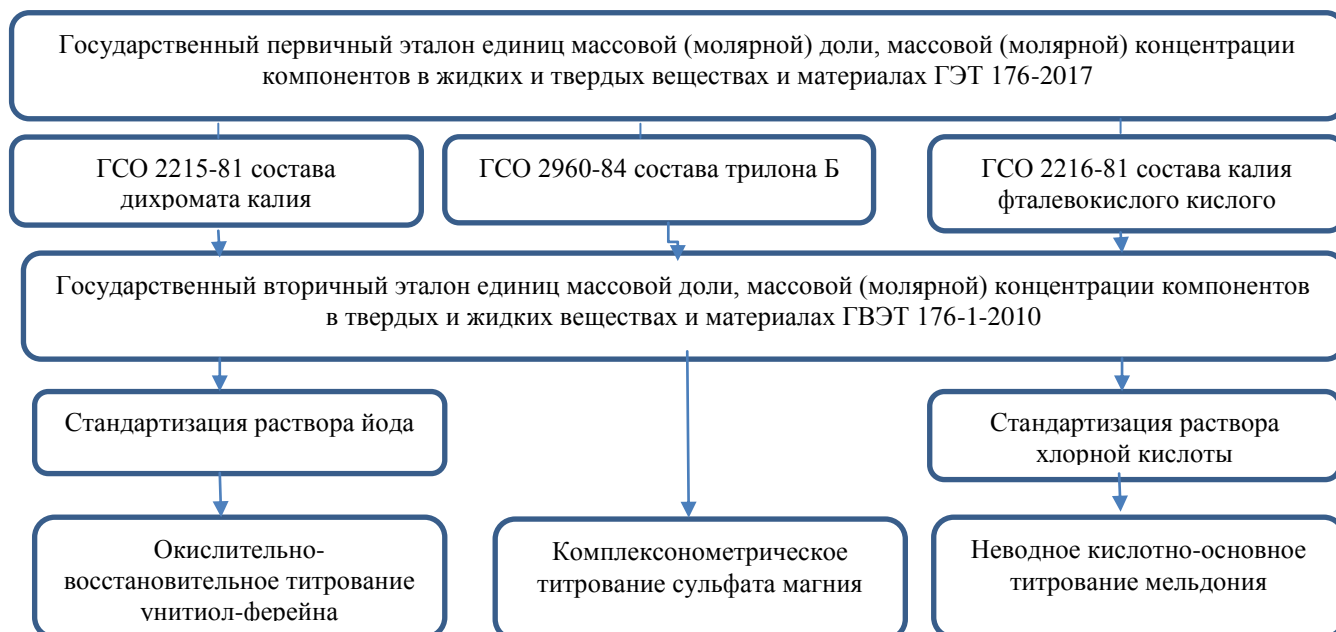 Государственный первичный эталон единиц массовой (молярной) доли, массовой (молярной) концентрации
компонентов в жидких и твердых веществах и материалах ГЭТ 176-2017
ГСО 2215-81 состава
дихромата калия
ГСО 2960-84 состава трилона Б
ГСО 2216-81 состава калия
фталевокислого кислого
Государственный вторичный эталон единиц массовой доли, массовой (молярной) концентрации компонентов
в твердых и жидких веществах и материалах ГВЭТ 176-1-2010
Стандартизация раствора йода
Стандартизация раствора
хлорной кислоты
Окислительно-
восстановительное титрование
унитиол-ферейна
Комплексонометрическое
титрование сульфата магния
Неводное кислотно-основное
титрование мельдония